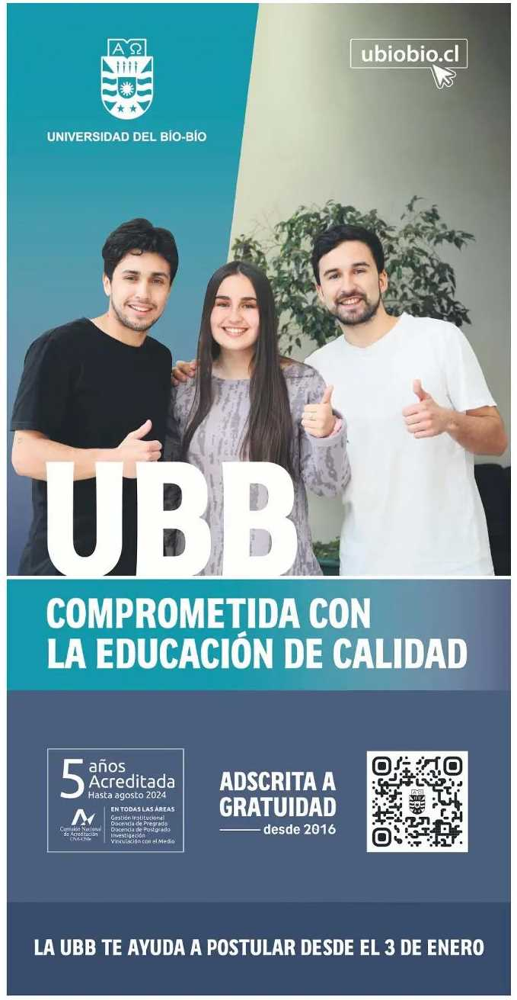 ΑΩ
UNIVERSIDAD DEL BÍO-BÍO
ubiobio.cl
UBB
COMPROMETIDA CON
LA EDUCACIÓN DE CALIDAD
5 años
Acreditada
Hasta agosto 2024
Comisión Nacional
de Acreditación
CNA-Chile
EN TODAS LAS ÁREAS
Gestión Institucional
Docencia de Pregrado
Docencia de Postgrado
Investigación
Vinculación con el Medio
ADSCRITA A
GRATUIDAD
desde 2016
LA UBB TE AYUDA A POSTULAR DESDE EL 3 DE ENERO